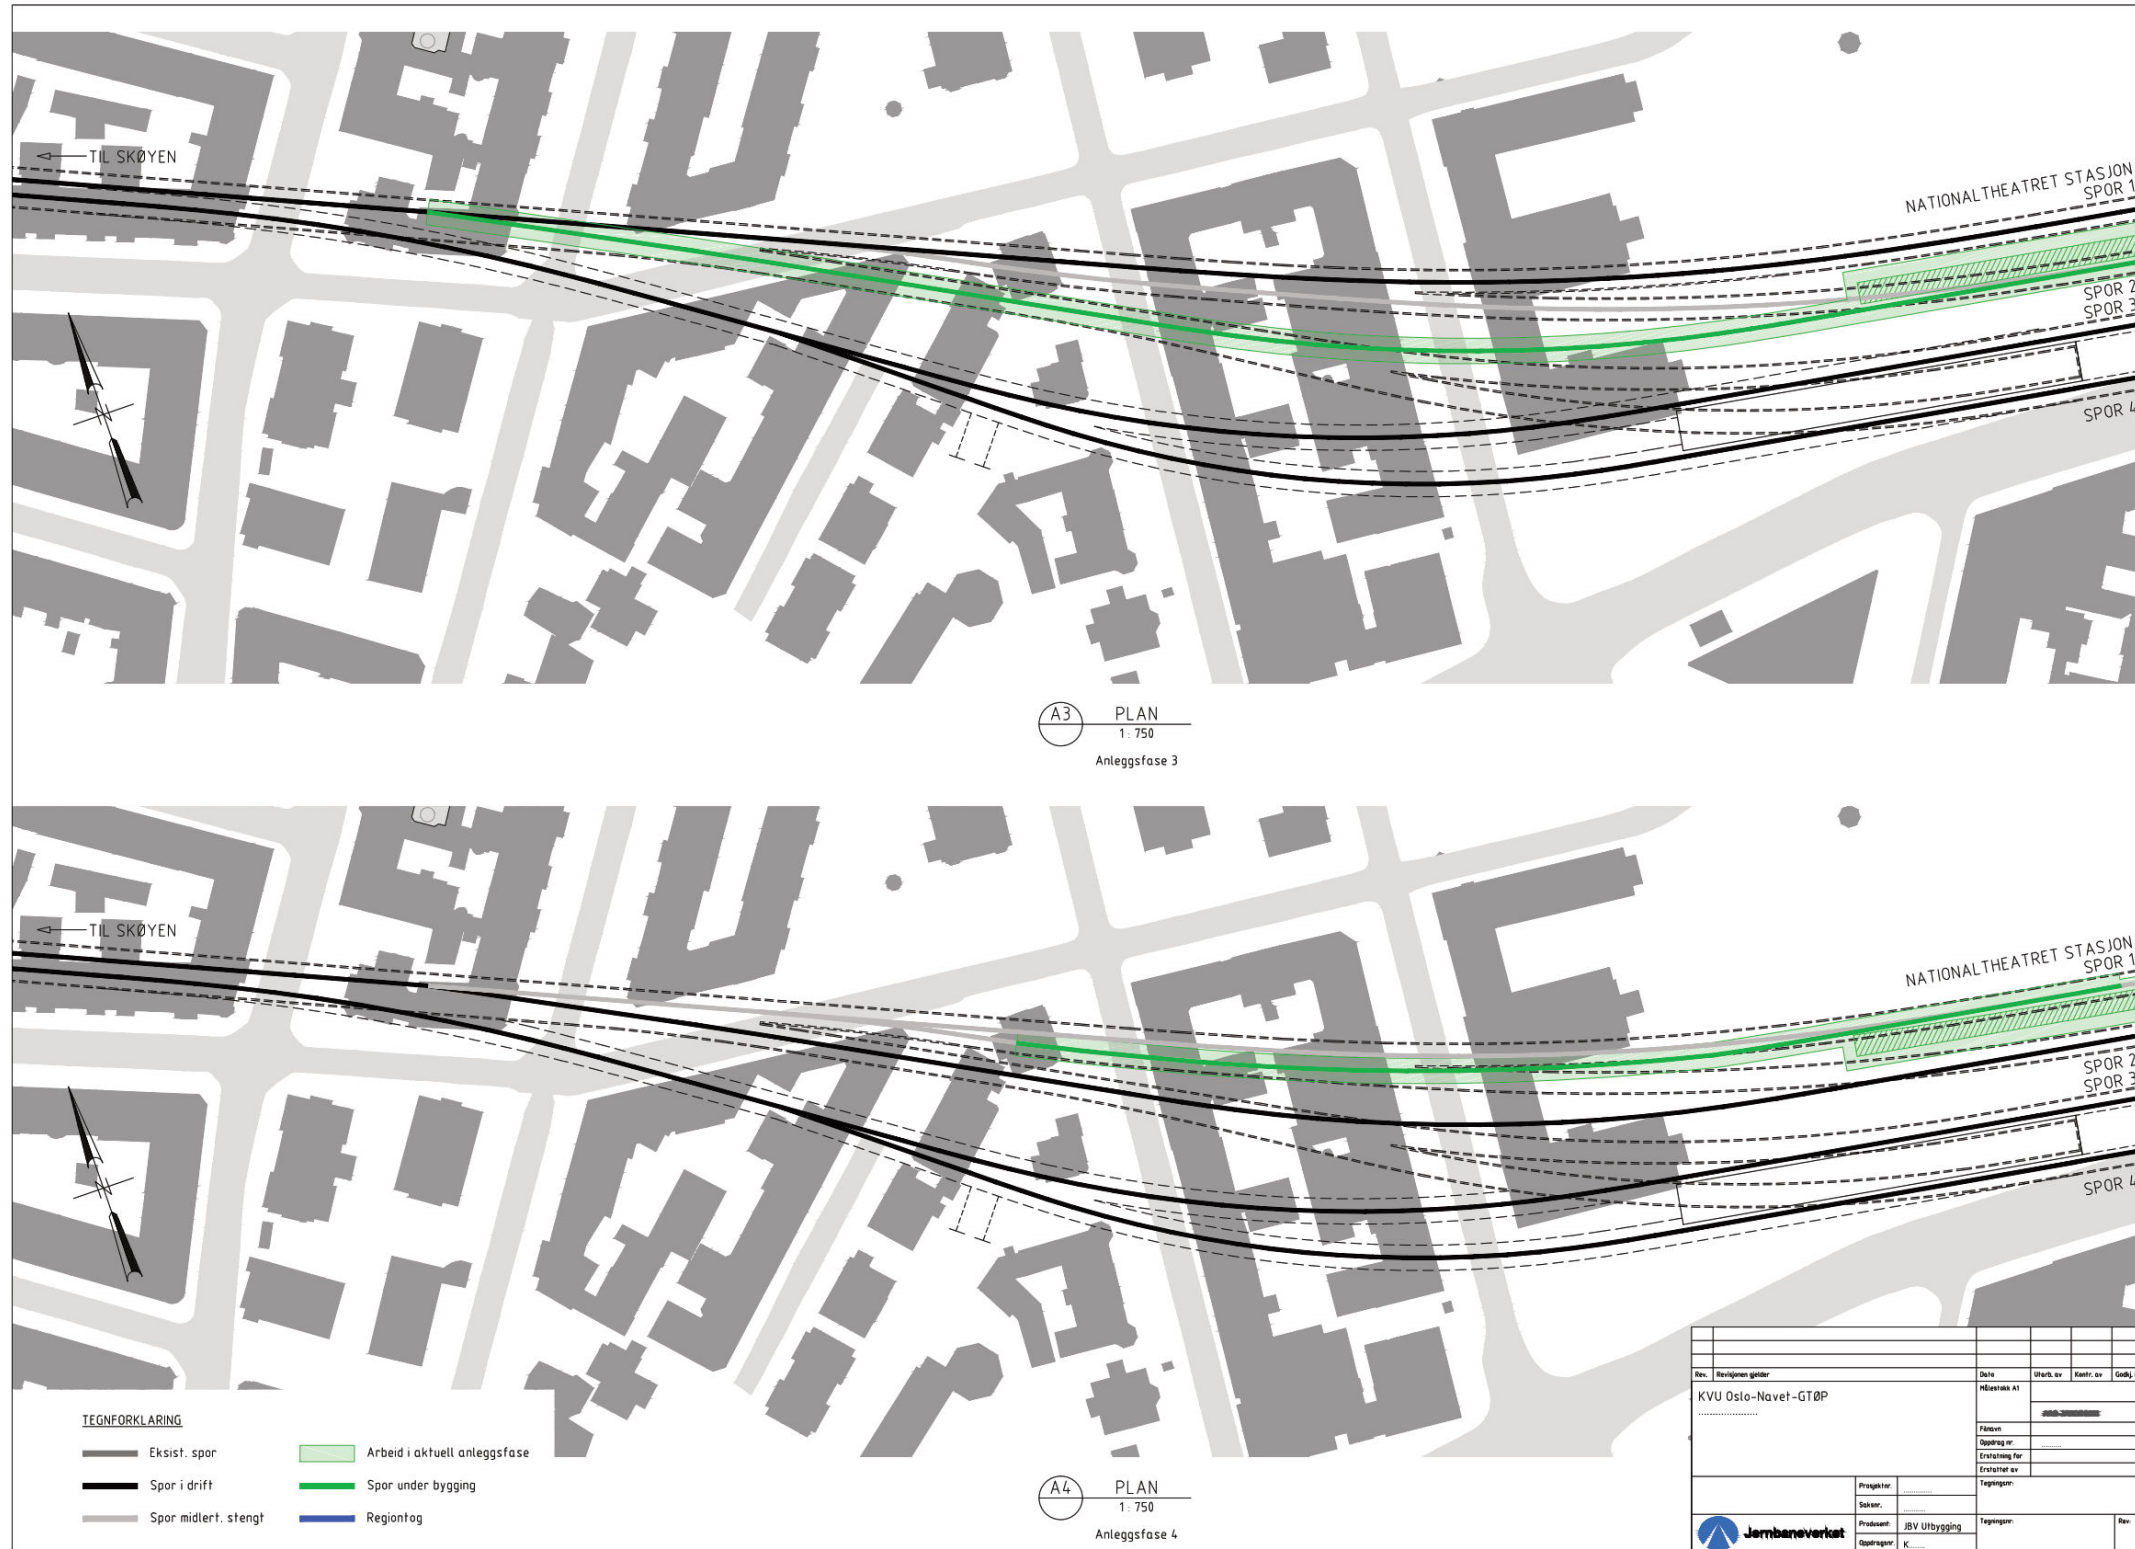 TIL SKØYEN
NATIONALTHEATRET STASJON
SPOR 1
SPOR 2
SPOR 3
SPOR 4
A3
PLAN
1 : 750
Anleggsfase 3
TIL SKØYEN
NATIONALTHEATRET STASJON
SPOR 1
SPOR 2
SPOR 3
SPOR 4
TEGNFORKLARING
Eksist. spor
Arbeid i aktuell anleggsfase
Spor i drift
Spor under bygging
Spor midlert. stengt
Regiontog
A4
PLAN
1 : 750
Anleggsfase 4
Rev. Revisjonen gjelder Dato Utarb. av Kontr. av Godkj.
KVU Oslo-Navet-GTØP
Målestokk A1
Filnavn
Oppdrag nr.
Erstatning for
Erstattet av
Prosjektnr.
Tegningsnr:
Saksnr.
Produsent: JBV Utbygging
Tegningsnr:
Rev:
Oppdragsnr. K
Jernbaneverket